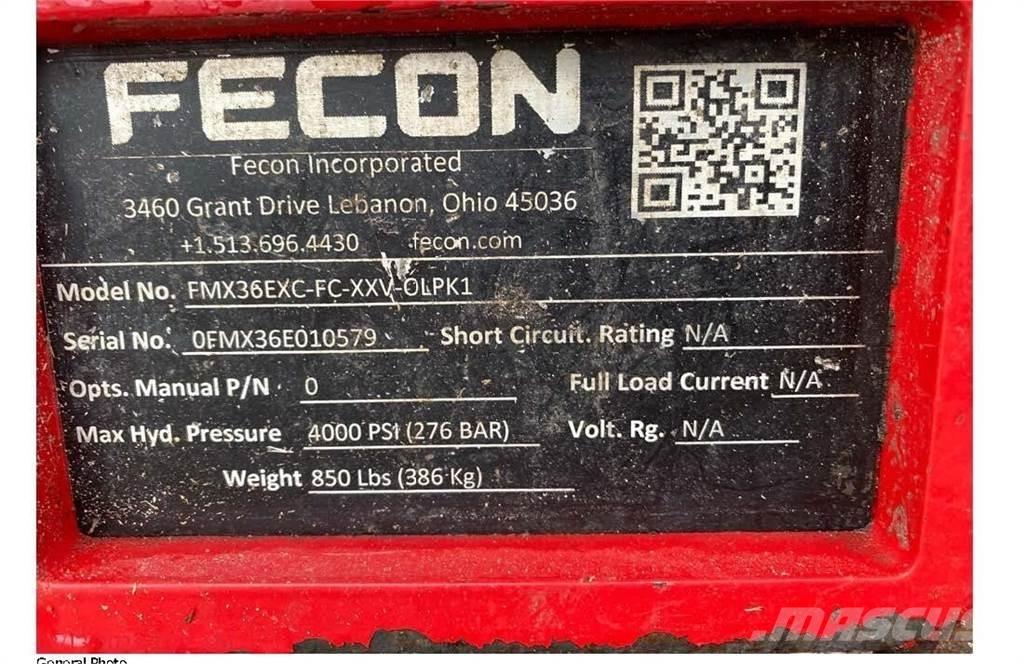 FECON
Fecon Incorporated
3460 Grant Drive Lebanon, Ohio 45036
+1.513.696.4430 fecon.com
Model No. FMX36EXC-FC-XXV-OLPK1
Serial No. 0FMX36E010579 Short Circuit. Rating N/A
Opts. Manual P/N 0 Full Load Current N/A
Max Hyd. Pressure 4000 PSI (276 BAR) Volt. Rg. N/A
Weight 850 Lbs (386 Kg)
MASCUS
General Photo